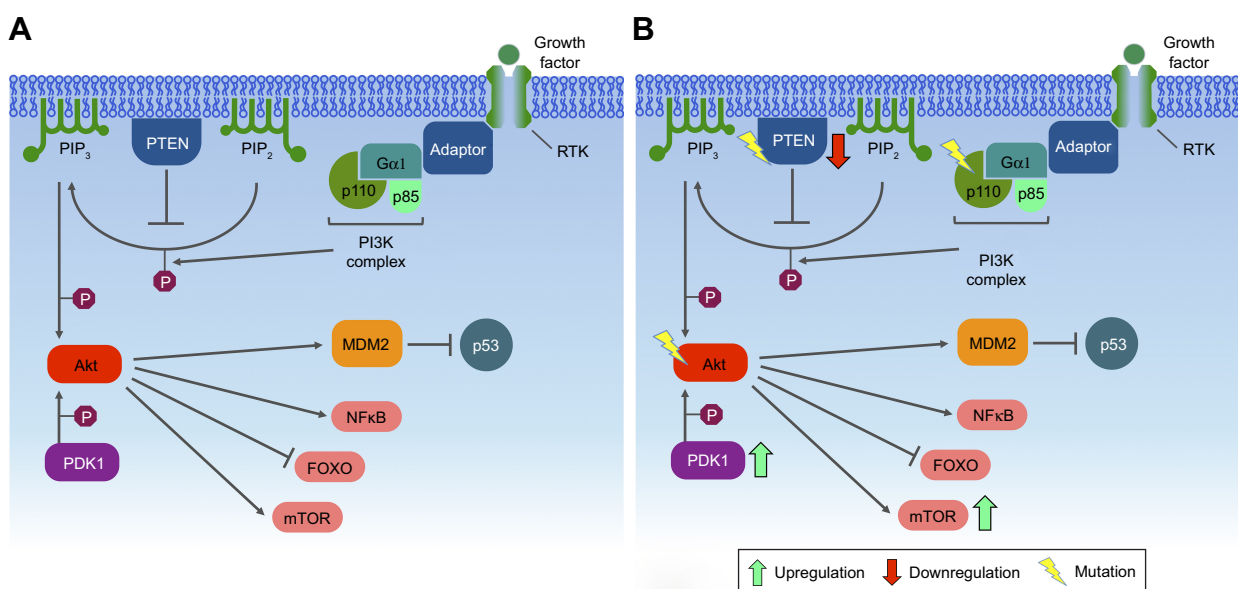 A
Growth
factor
PIP3
PTEN
PIP2
Adaptor
RTK
Gα1
p110
p85
PI3K
complex
P
P
Akt
MDM2
p53
P
NFκB
PDK1
FOXO
mTOR
B
Growth
factor
PIP3
PTEN
PIP2
Adaptor
RTK
Gα1
p110
p85
PI3K
complex
P
P
Akt
MDM2
p53
P
NFκB
PDK1
FOXO
mTOR
Upregulation
Downregulation
Mutation